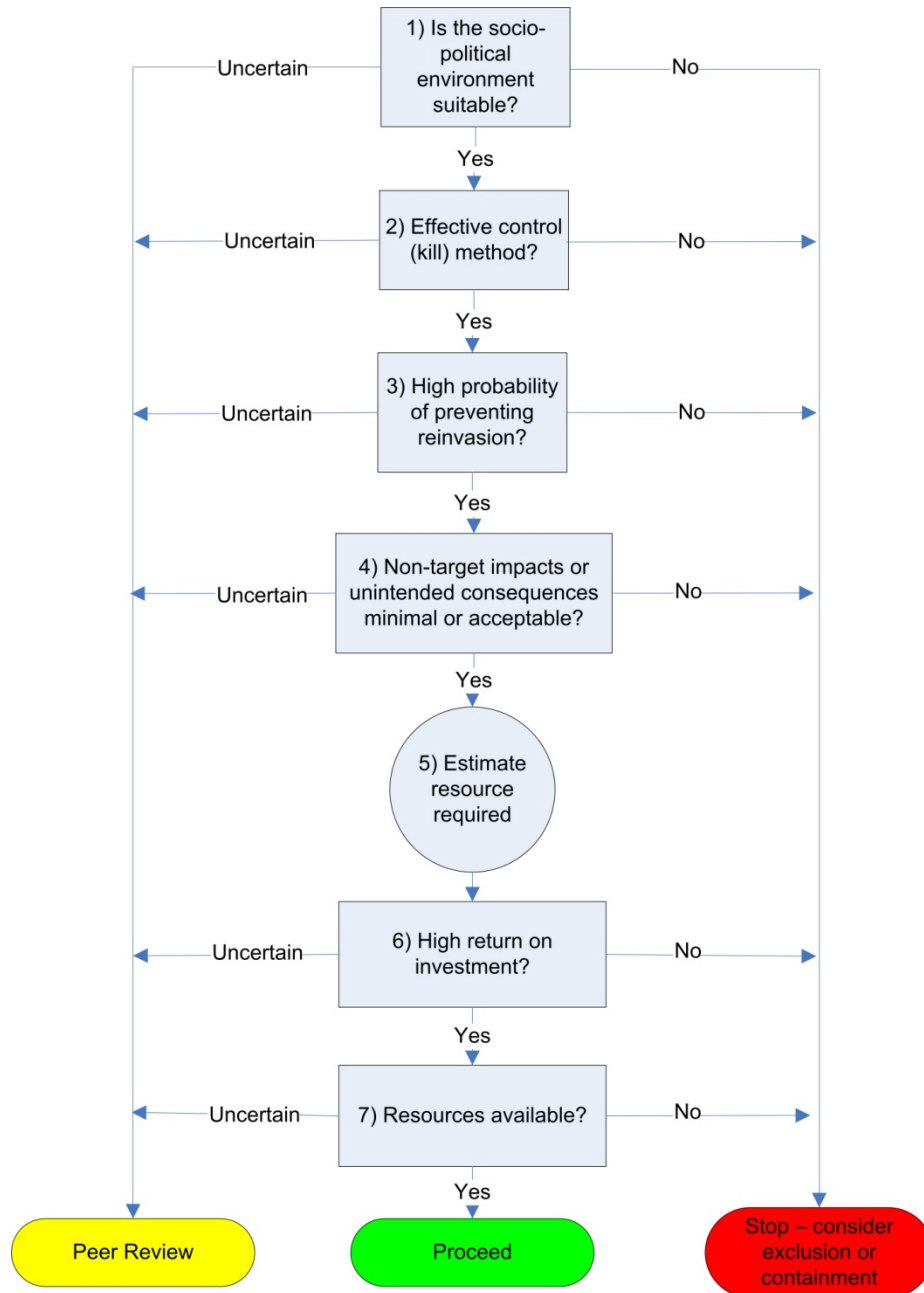 1) Is the socio-
political
environment
suitable?
Uncertain
No
Yes
2) Effective control
(kill) method?
Uncertain
No
Yes
3) High probability
of preventing
reinvasion?
Uncertain
No
Yes
4) Non-target impacts or
unintended consequences
minimal or acceptable?
Uncertain
No
Yes
5) Estimate
resource
required
6) High return on
investment?
Uncertain
No
Yes
7) Resources available?
Uncertain
No
Yes
Peer Review
Proceed
Stop – consider
exclusion or
containment